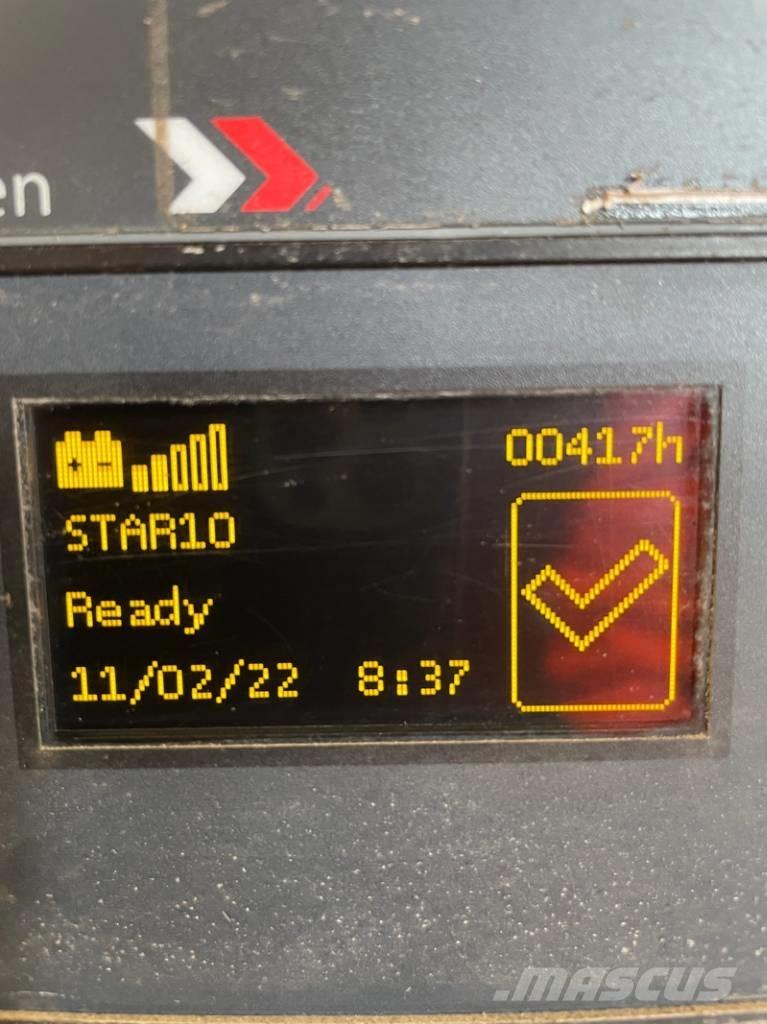 en
00417h
STAR10
Ready
11/02/22 8:37
MASCUS